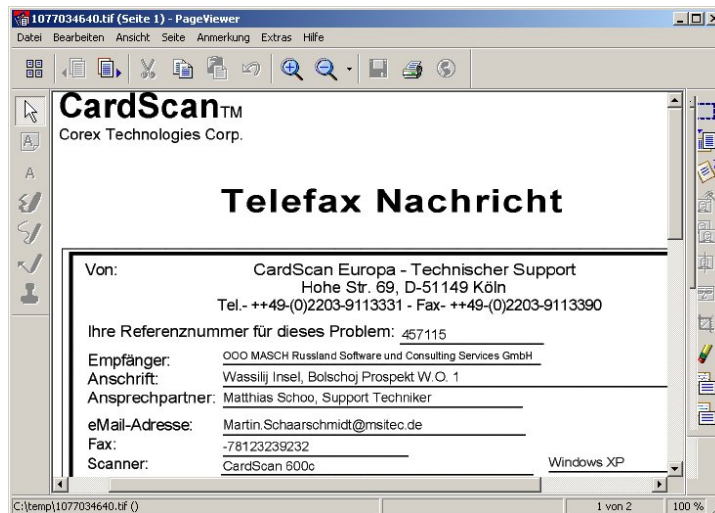 1077034640.tif (Seite 1) - PageViewer
Datei Bearbeiten Ansicht Seite Anmerkung Extras Hilfe
CardScanTM
Corex Technologies Corp.
Telefax Nachricht
Von: CardScan Europa - Technischer Support
Hohe Str. 69, D-51149 Köln
Tel.- ++49-(0)2203-9113331 - Fax- ++49-(0)2203-9113390
Ihre Referenznummer für dieses Problem: 457115
Empfänger: OOO MASCH Russland Software und Consulting Services GmbH
Anschrift: Wassilij Insel, Bolschoj Prospekt W.O. 1
Ansprechpartner: Matthias Schoo, Support Techniker
eMail-Adresse: Martin.Schaarschmidt@msitec.de
Fax: -78123239232
Scanner: CardScan 600c Windows XP
C:\temp\1077034640.tif () 1 von 2 100 %